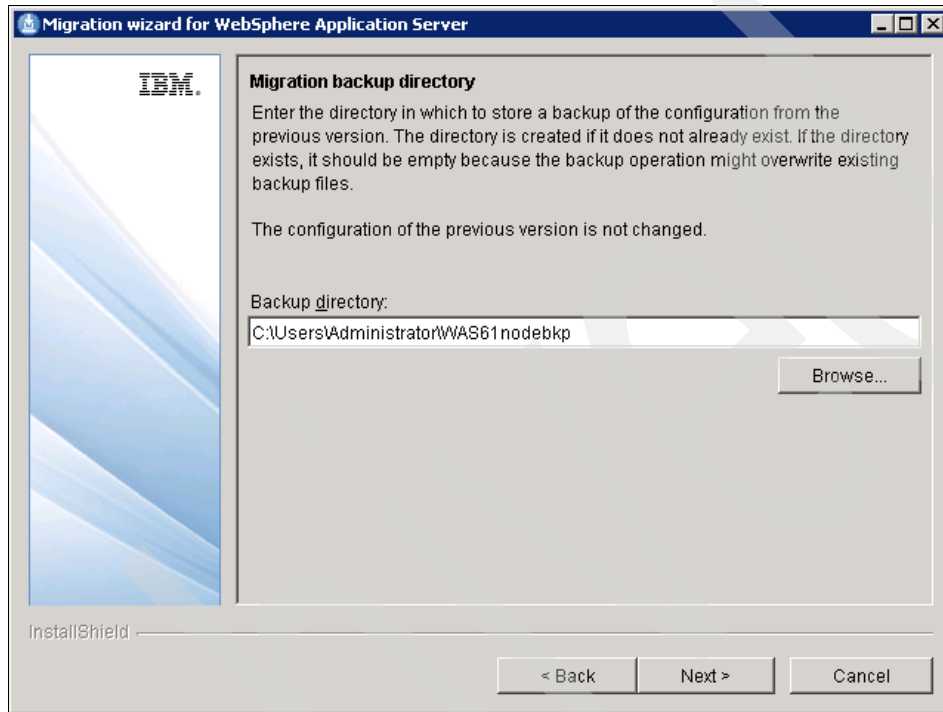 Migration wizard for WebSphere Application Server
IBM.
Migration backup directory
Enter the directory in which to store a backup of the configuration from the
previous version. The directory is created if it does not already exist. If the directory
exists, it should be empty because the backup operation might overwrite existing
backup files.
The configuration of the previous version is not changed.
Backup directory:
C:\Users\Administrator\WAS61nodebkp
Browse...
InstallShield
< Back
Next >
Cancel